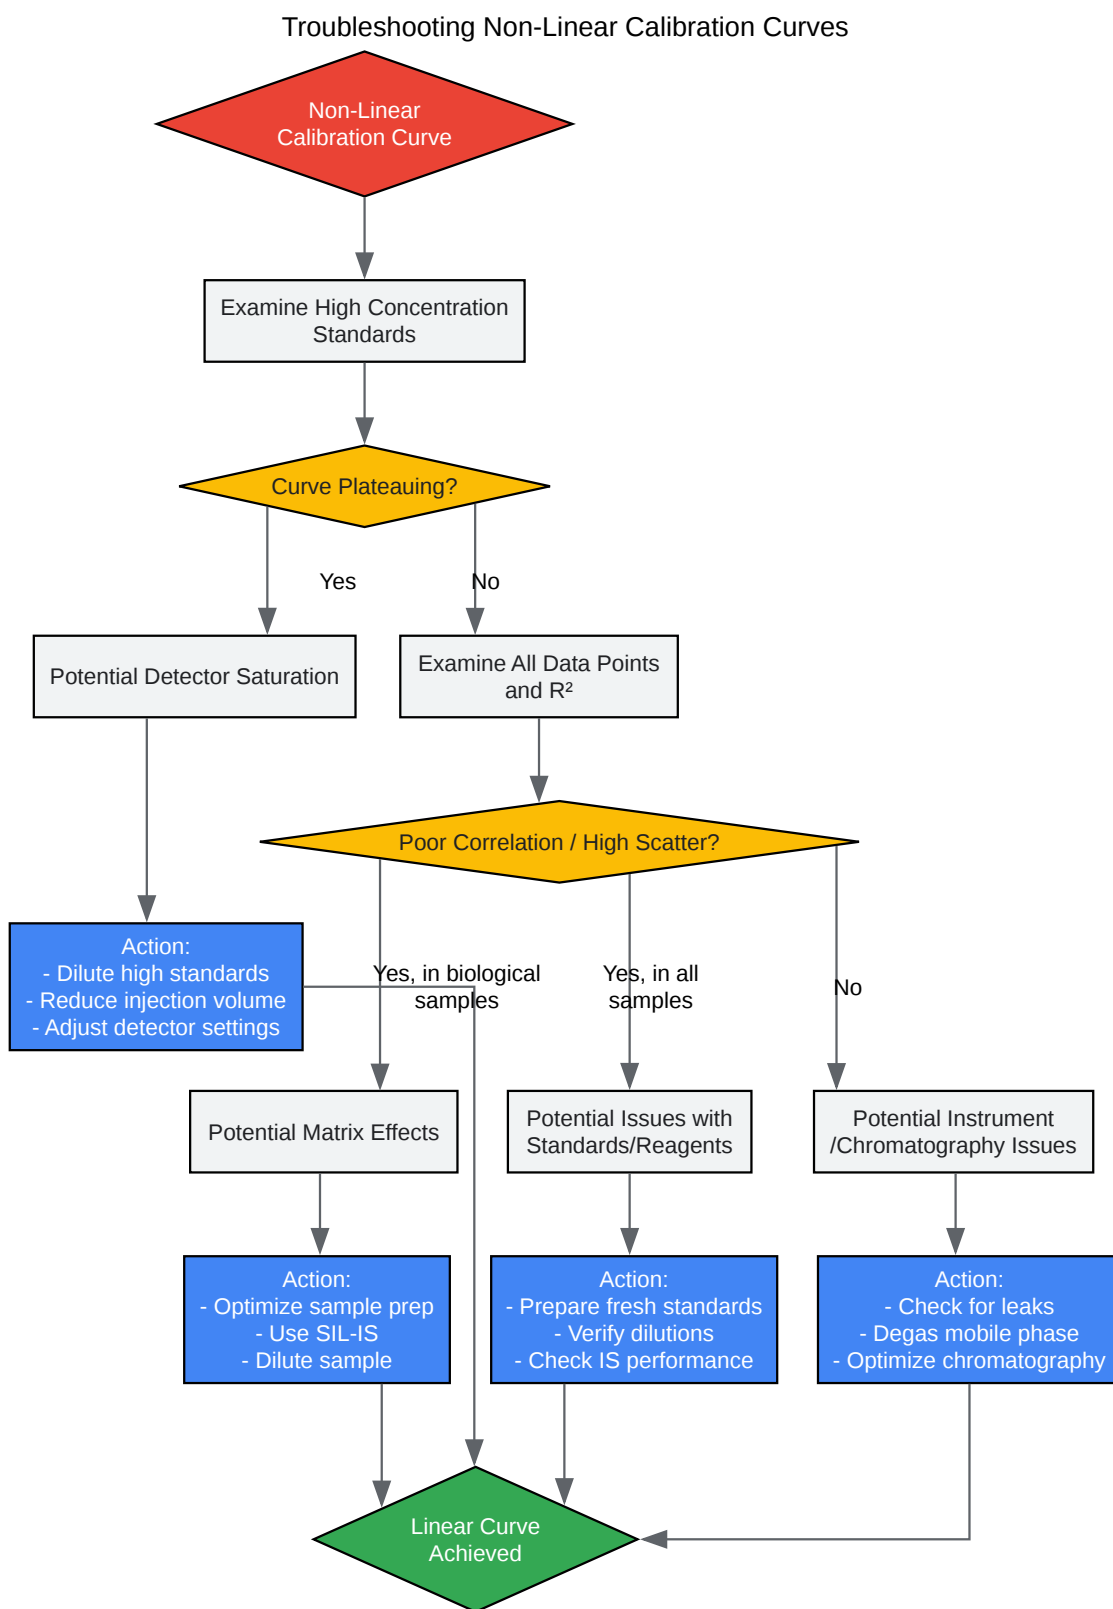 Troubleshooting Non-Linear Calibration Curves
Non-Linear
Calibration Curve
Examine High Concentration
Standards
Curve Plateauing?
Yes
No
Potential Detector Saturation
Examine All Data Points
and R²
Poor Correlation / High Scatter?
Action:
- Dilute high standards
- Reduce injection volume
- Adjust detector settings
Yes, in biological
samples
Yes, in all
samples
No
Potential Matrix Effects
Potential Issues with
Standards/Reagents
Potential Instrument
/Chromatography Issues
Action:
- Optimize sample prep
- Use SIL-IS
- Dilute sample
Action:
- Prepare fresh standards
- Verify dilutions
- Check IS performance
Action:
- Check for leaks
- Degas mobile phase
- Optimize chromatography
Linear Curve
Achieved